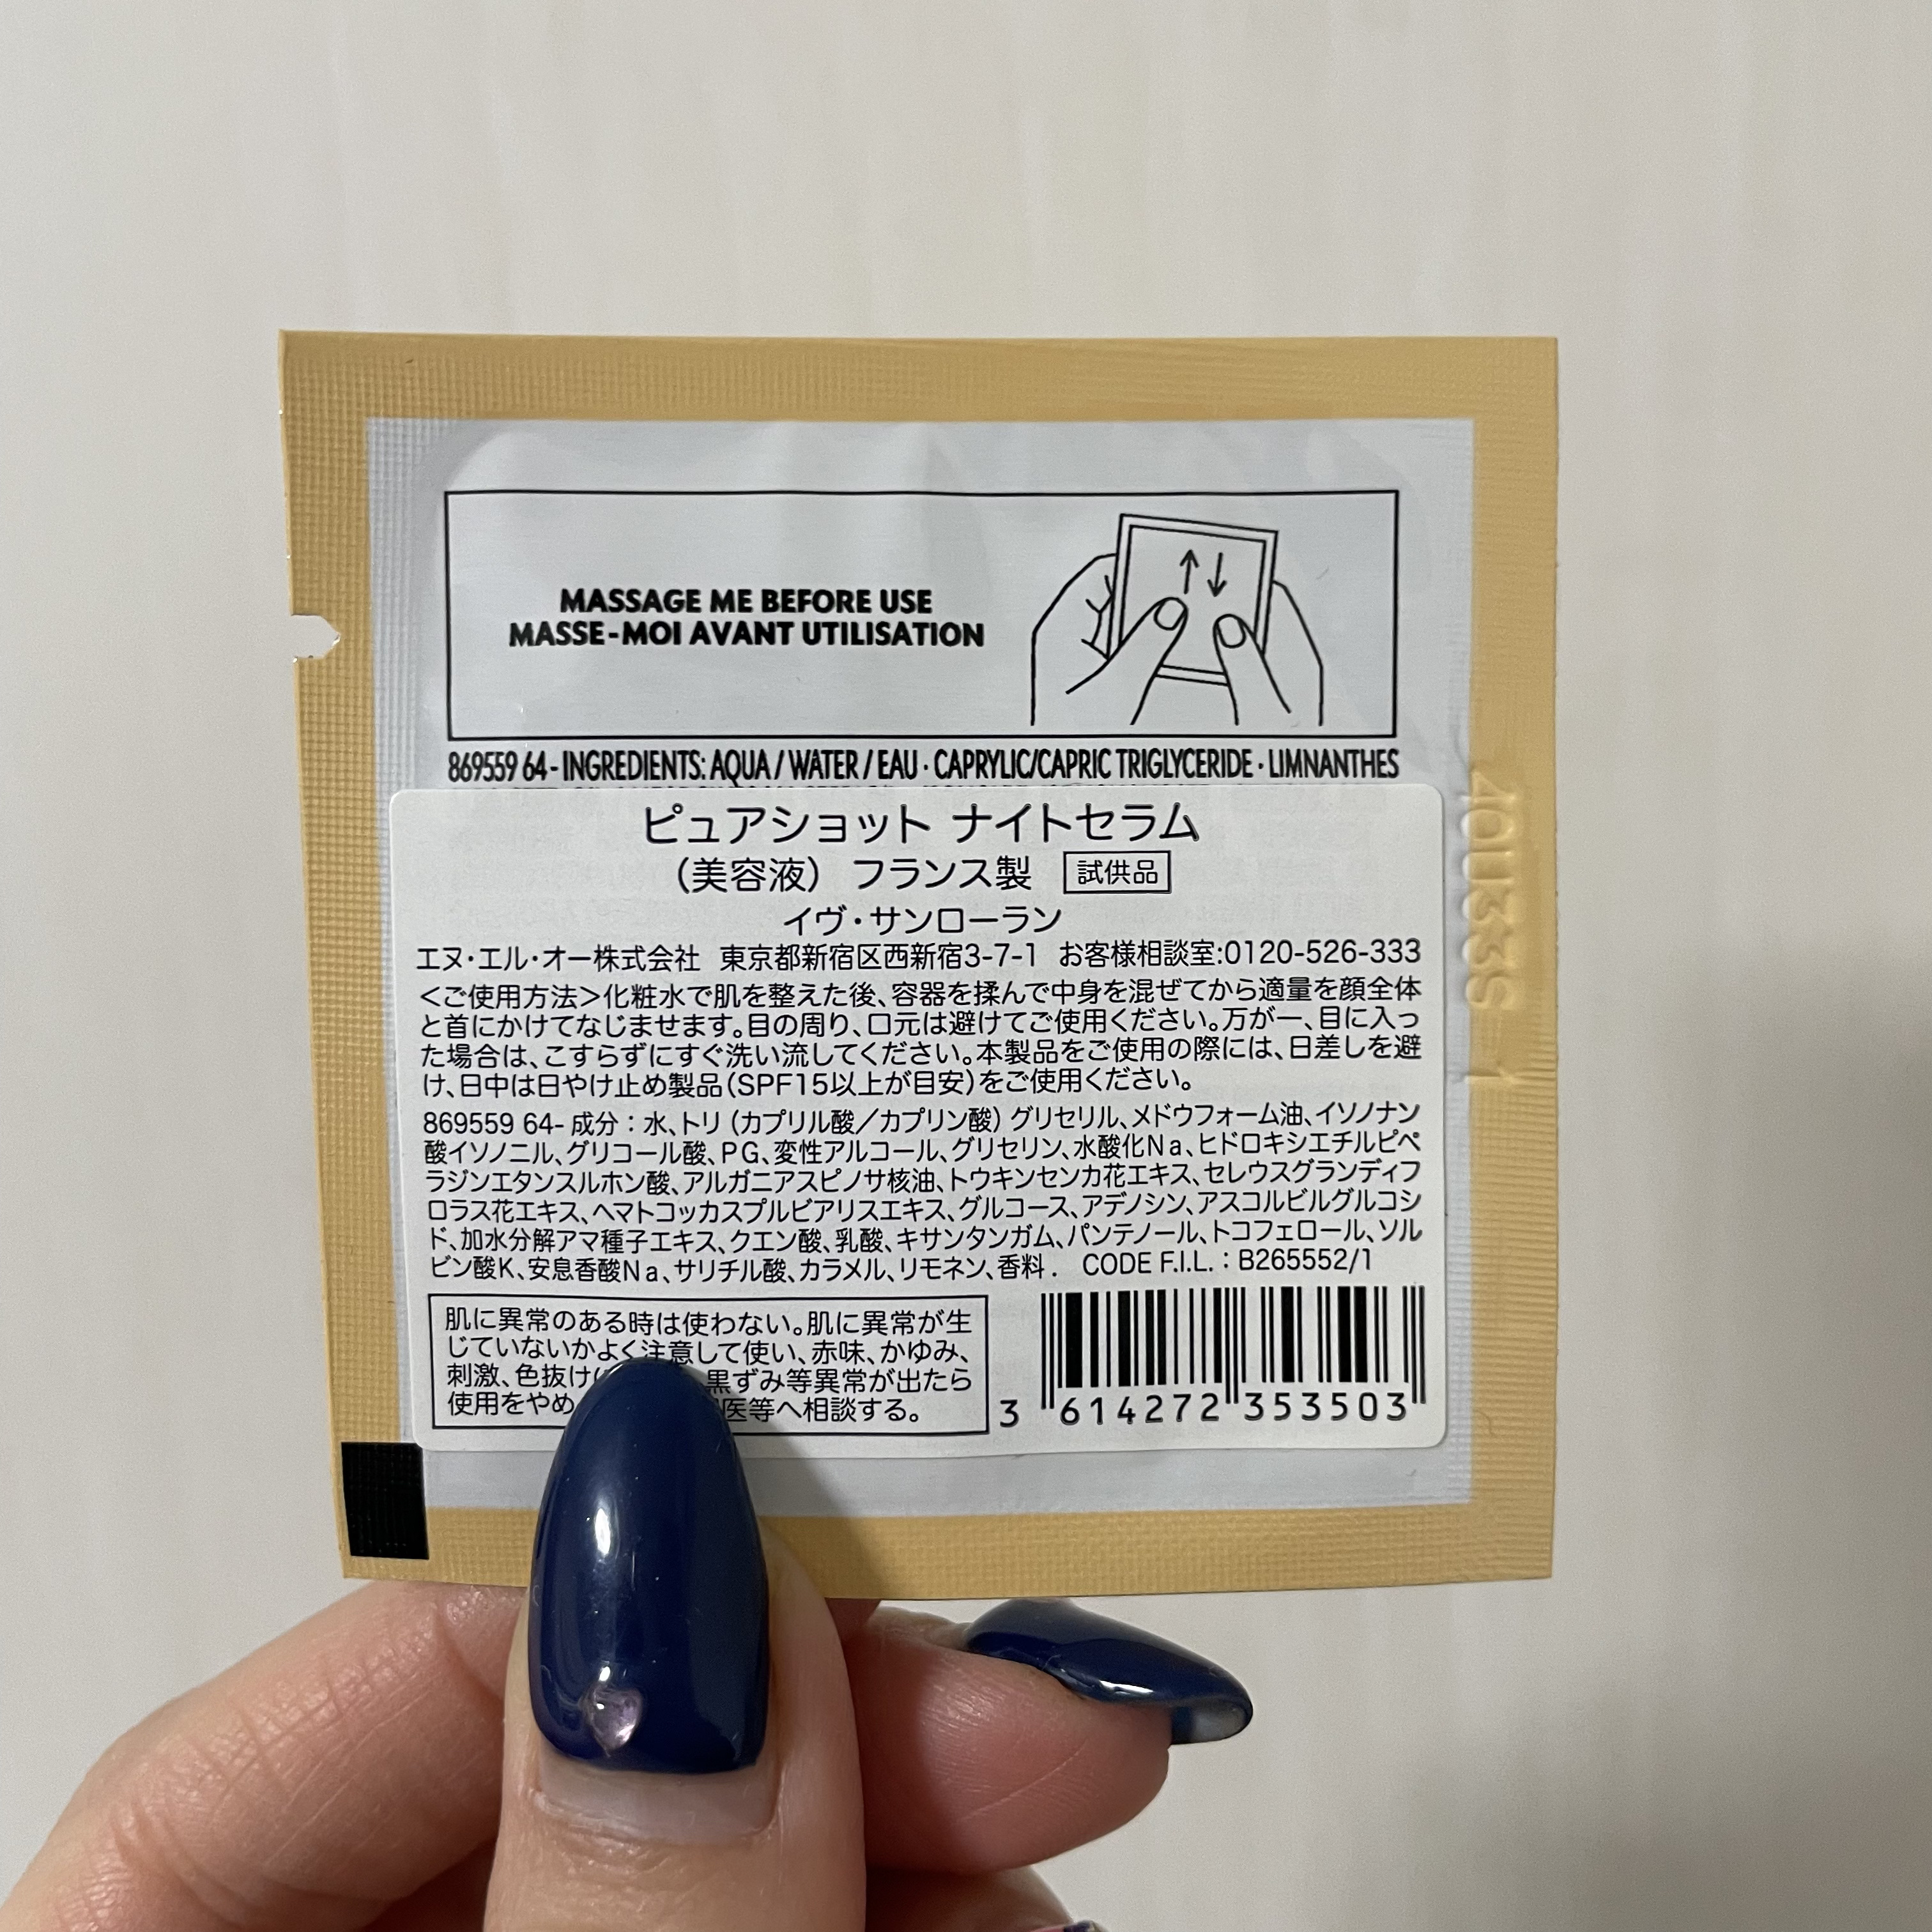 MASSAGE ME BEFORE USE
MASSE-MOI AVANT UTILISATION
869559 64 - INGREDIENTS: AQUA / WATER / EAU · CAPRYLIC/CAPRIC TRIGLYCERIDE · LIMNANTHES
ピュアショット ナイトセラム
（美容液） フランス製 試供品
イヴ・サンローラン
エヌ・エル・オー株式会社 東京都新宿区西新宿3-7-1 お客様相談室:0120-526-333
＜ご使用方法＞化粧水で肌を整えた後、容器を揉んで中身を混ぜてから適量を顔全体
と首にかけてなじませます。目の周り、口元は避けてご使用ください。万が一、目に入っ
た場合は、こすらずにすぐ洗い流してください。本製品をご使用の際には、日差しを避
け、日中は日やけ止め製品（SPF15以上が目安）をご使用ください。
869559 64- 成分：水、トリ（カプリル酸／カプリン酸）グリセリル、メドウフォーム油、イソノナン
酸イソノニル、グリコール酸、PG、変性アルコール、グリセリン、水酸化Na、ヒドロキシエチルピペ
ラジンエタンスルホン酸、アルガニアスピノサ核油、トウキンセンカ花エキス、セレウスグランディフ
ロラス花エキス、ヘマトコッカスプルビアリスエキス、グルコース、アデノシン、アスコルビルグルコシ
ド、加水分解アマ種子エキス、クエン酸、乳酸、キサンタンガム、パンテノール、トコフェロール、ソル
ビン酸K、安息香酸Na、サリチル酸、カラメル、リモネン、香料． CODE F.I.L.：B265552/1
肌に異常のある時は使わない。肌に異常が生
じていないかよく注意して使い、赤味、かゆみ、
刺激、色抜け 黒ずみ等異常が出たら
使用をやめ 医等へ相談する。
3 614272 353503